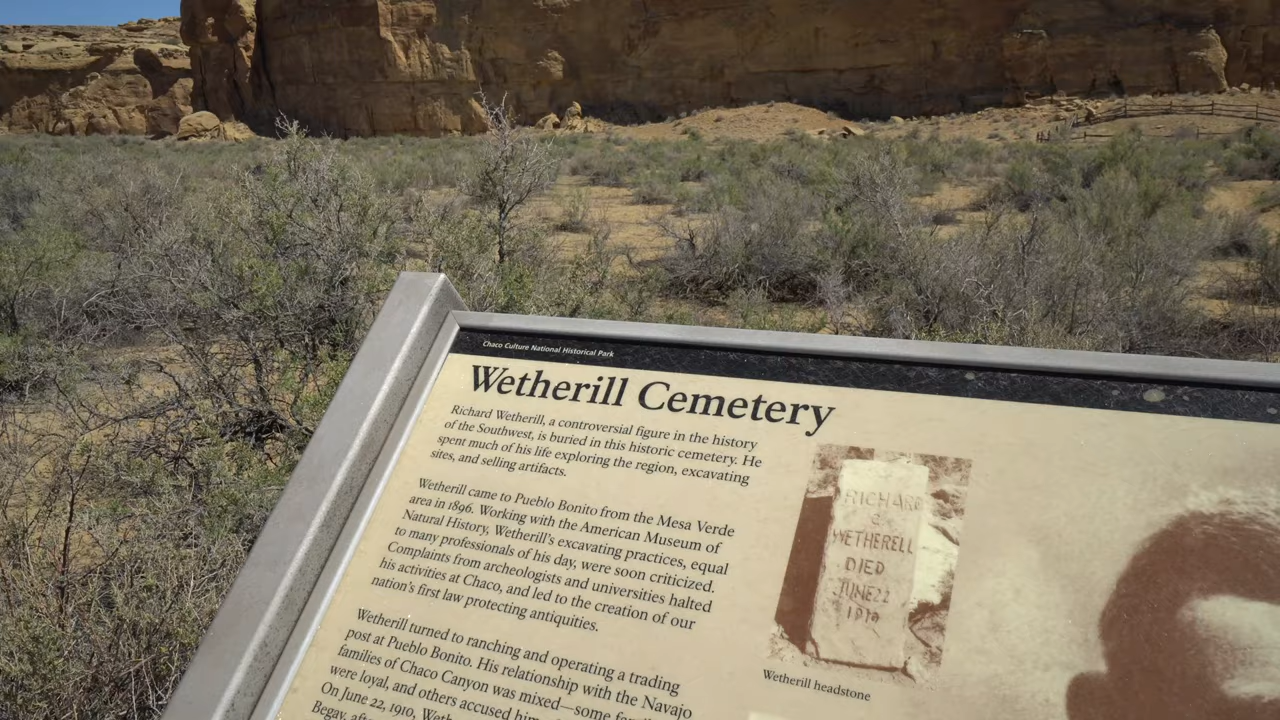 Chaco Culture National Historical Park
Wetherill Cemetery
Richard Wetherill, a controversial figure in the history
of the Southwest, is buried in this historic cemetery. He
spent much of his life exploring the region, excavating
sites, and selling artifacts.
Wetherill came to Pueblo Bonito from the Mesa Verde
area in 1896. Working with the American Museum of
Natural History, Wetherill's excavating practices, equal
to many professionals of his day, were soon criticized.
Complaints from archeologists and universities halted
his activities at Chaco, and led to the creation of our
nation's first law protecting antiquities.
Wetherill turned to ranching and operating a trading
post at Pueblo Bonito. His relationship with the Navajo
families of Chaco Canyon was mixed—some
were loyal, and others accused him
On June 22, 1910,
Begay,
RICHARD
WETHERELL
DIED
JUNE 22
1910
Wetherill headstone